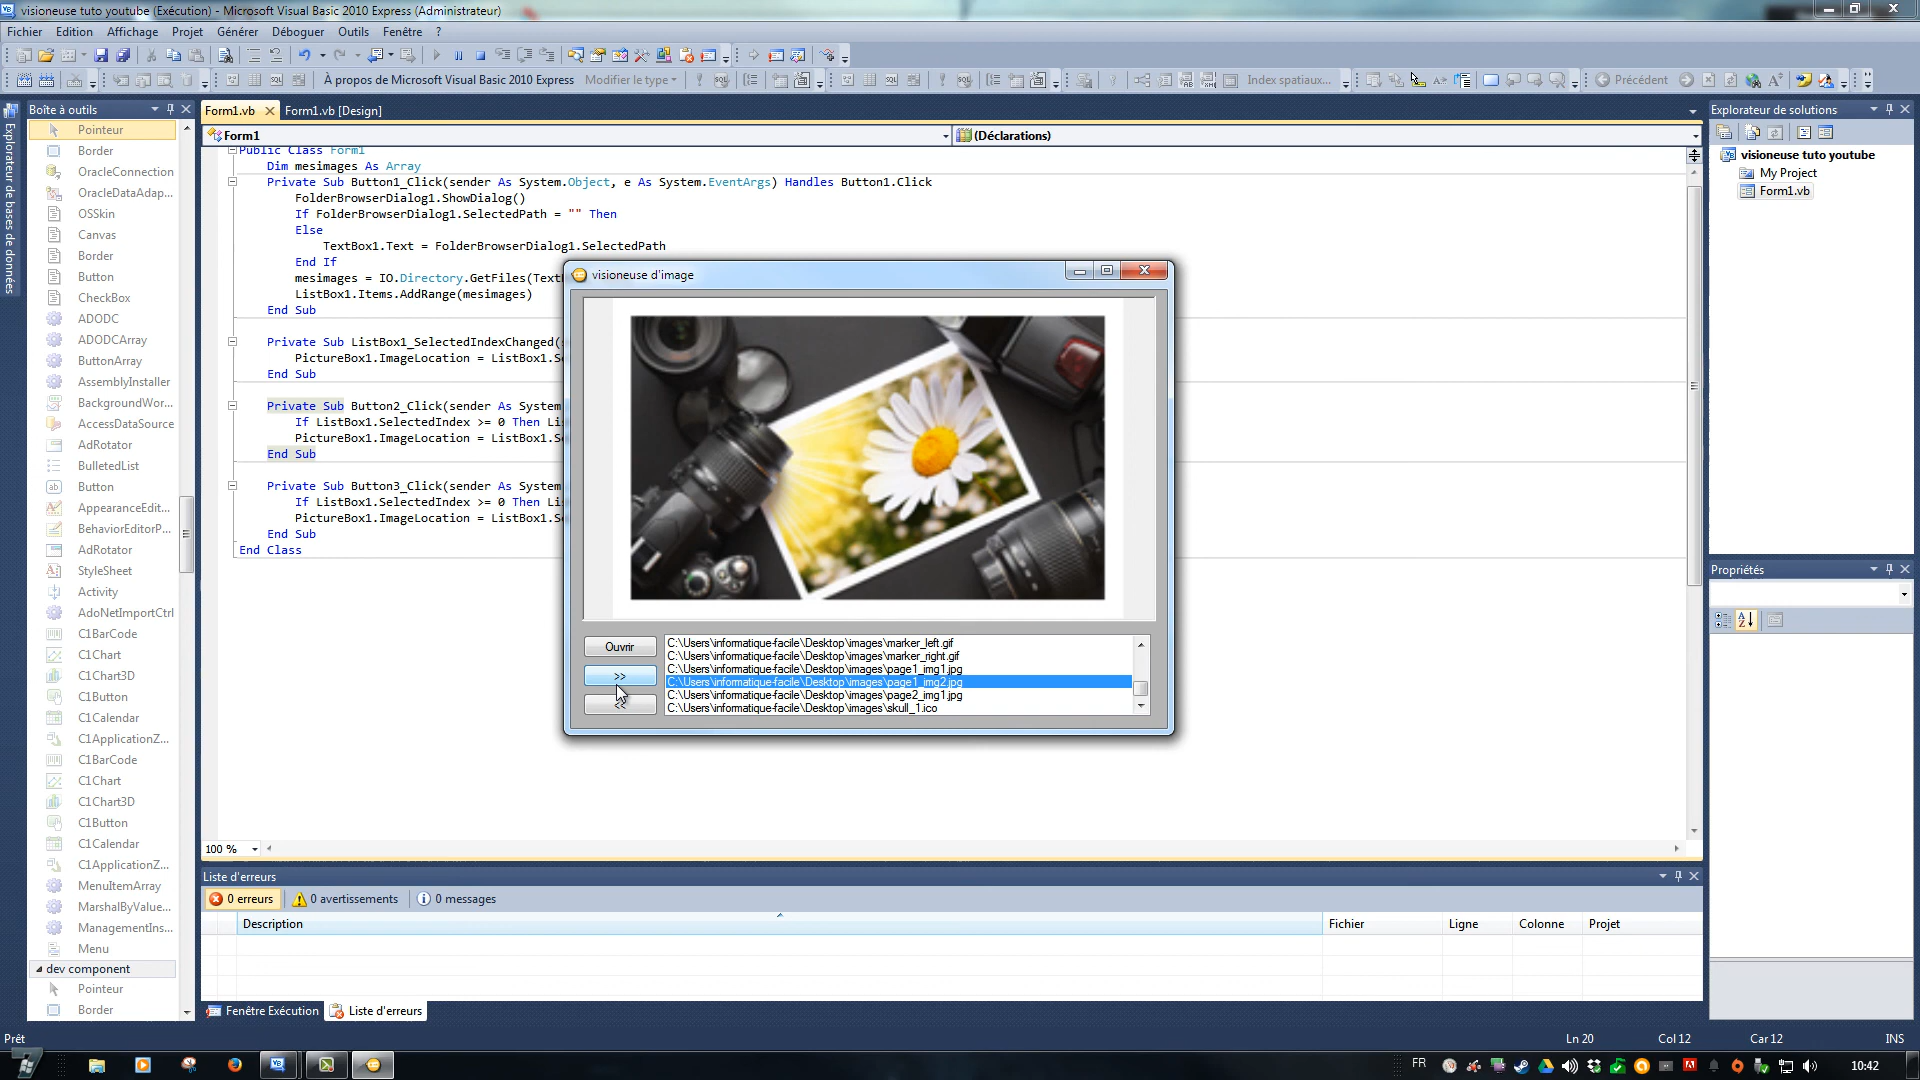 visioneuse tuto youtube (Exécution) - Microsoft Visual Basic 2010 Express (Administrateur)
Fichier Edition Affichage Projet Générer Déboguer Outils Fenêtre ?
À propos de Microsoft Visual Basic 2010 Express Modifier le type Index spatiaux... Précédent
Explorateur de bases de données
Boîte à outils
Pointeur
Border
OracleConnection
OracleDataAdap...
OSSkin
Canvas
Border
Button
CheckBox
ADODC
ADODCArray
ButtonArray
AssemblyInstaller
BackgroundWor...
AccessDataSource
AdRotator
BulletedList
Button
AppearanceEdit...
BehaviorEditorP...
AdRotator
StyleSheet
Activity
AdoNetImportCtrl
C1BarCode
C1Chart
C1Chart3D
C1Button
C1Calendar
C1ApplicationZ...
C1BarCode
C1Chart
C1Chart3D
C1Button
C1Calendar
C1ApplicationZ...
MenuItemArray
MarshalByValue...
ManagementIns...
Menu
dev component
Pointeur
Border
Form1.vb Form1.vb [Design]
Form1 (Déclarations)
Public Class Form1
Dim mesimages As Array
Private Sub Button1_Click(sender As System.Object, e As System.EventArgs) Handles Button1.Click
FolderBrowserDialog1.ShowDialog()
If FolderBrowserDialog1.SelectedPath = "" Then
Else
TextBox1.Text = FolderBrowserDialog1.SelectedPath
End If
mesimages = IO.Directory.GetFiles(Text
ListBox1.Items.AddRange(mesimages)
End Sub
Private Sub ListBox1_SelectedIndexChanged(
PictureBox1.ImageLocation = ListBox1.Se
End Sub
Private Sub Button2_Click(sender As System
If ListBox1.SelectedIndex >= 0 Then Li
PictureBox1.ImageLocation = ListBox1.Se
End Sub
Private Sub Button3_Click(sender As System
If ListBox1.SelectedIndex >= 0 Then Li
PictureBox1.ImageLocation = ListBox1.Se
End Sub
End Class
100 %
visioneuse d'image
Ouvrir
>>
<<
C:\Users\informatique-facile\Desktop\images\marker_left.gif
C:\Users\informatique-facile\Desktop\images\marker_right.gif
C:\Users\informatique-facile\Desktop\images\page1_img1.jpg
C:\Users\informatique-facile\Desktop\images\page1_img2.jpg
C:\Users\informatique-facile\Desktop\images\page2_img1.jpg
C:\Users\informatique-facile\Desktop\images\skull_1.ico
Explorateur de solutions
visioneuse tuto youtube
My Project
Form1.vb
Propriétés
Liste d'erreurs
0 erreurs 0 avertissements 0 messages
Description Fichier Ligne Colonne Projet
Fenêtre Exécution Liste d'erreurs
Prêt Ln 20 Col 12 Car 12 INS
FR 10:42